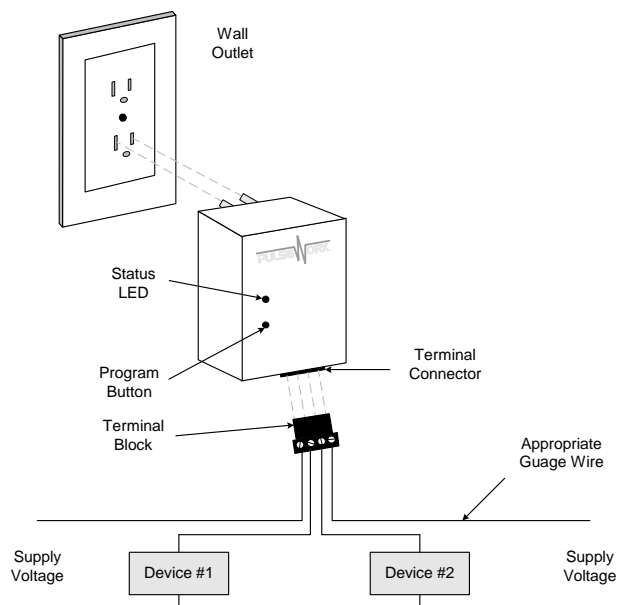 Wall
Outlet
PULSEWORX
Status
LED
Program
Button
Terminal
Connector
Terminal
Block
Appropriate
Guage Wire
Supply
Voltage
Device #1
Device #2
Supply
Voltage